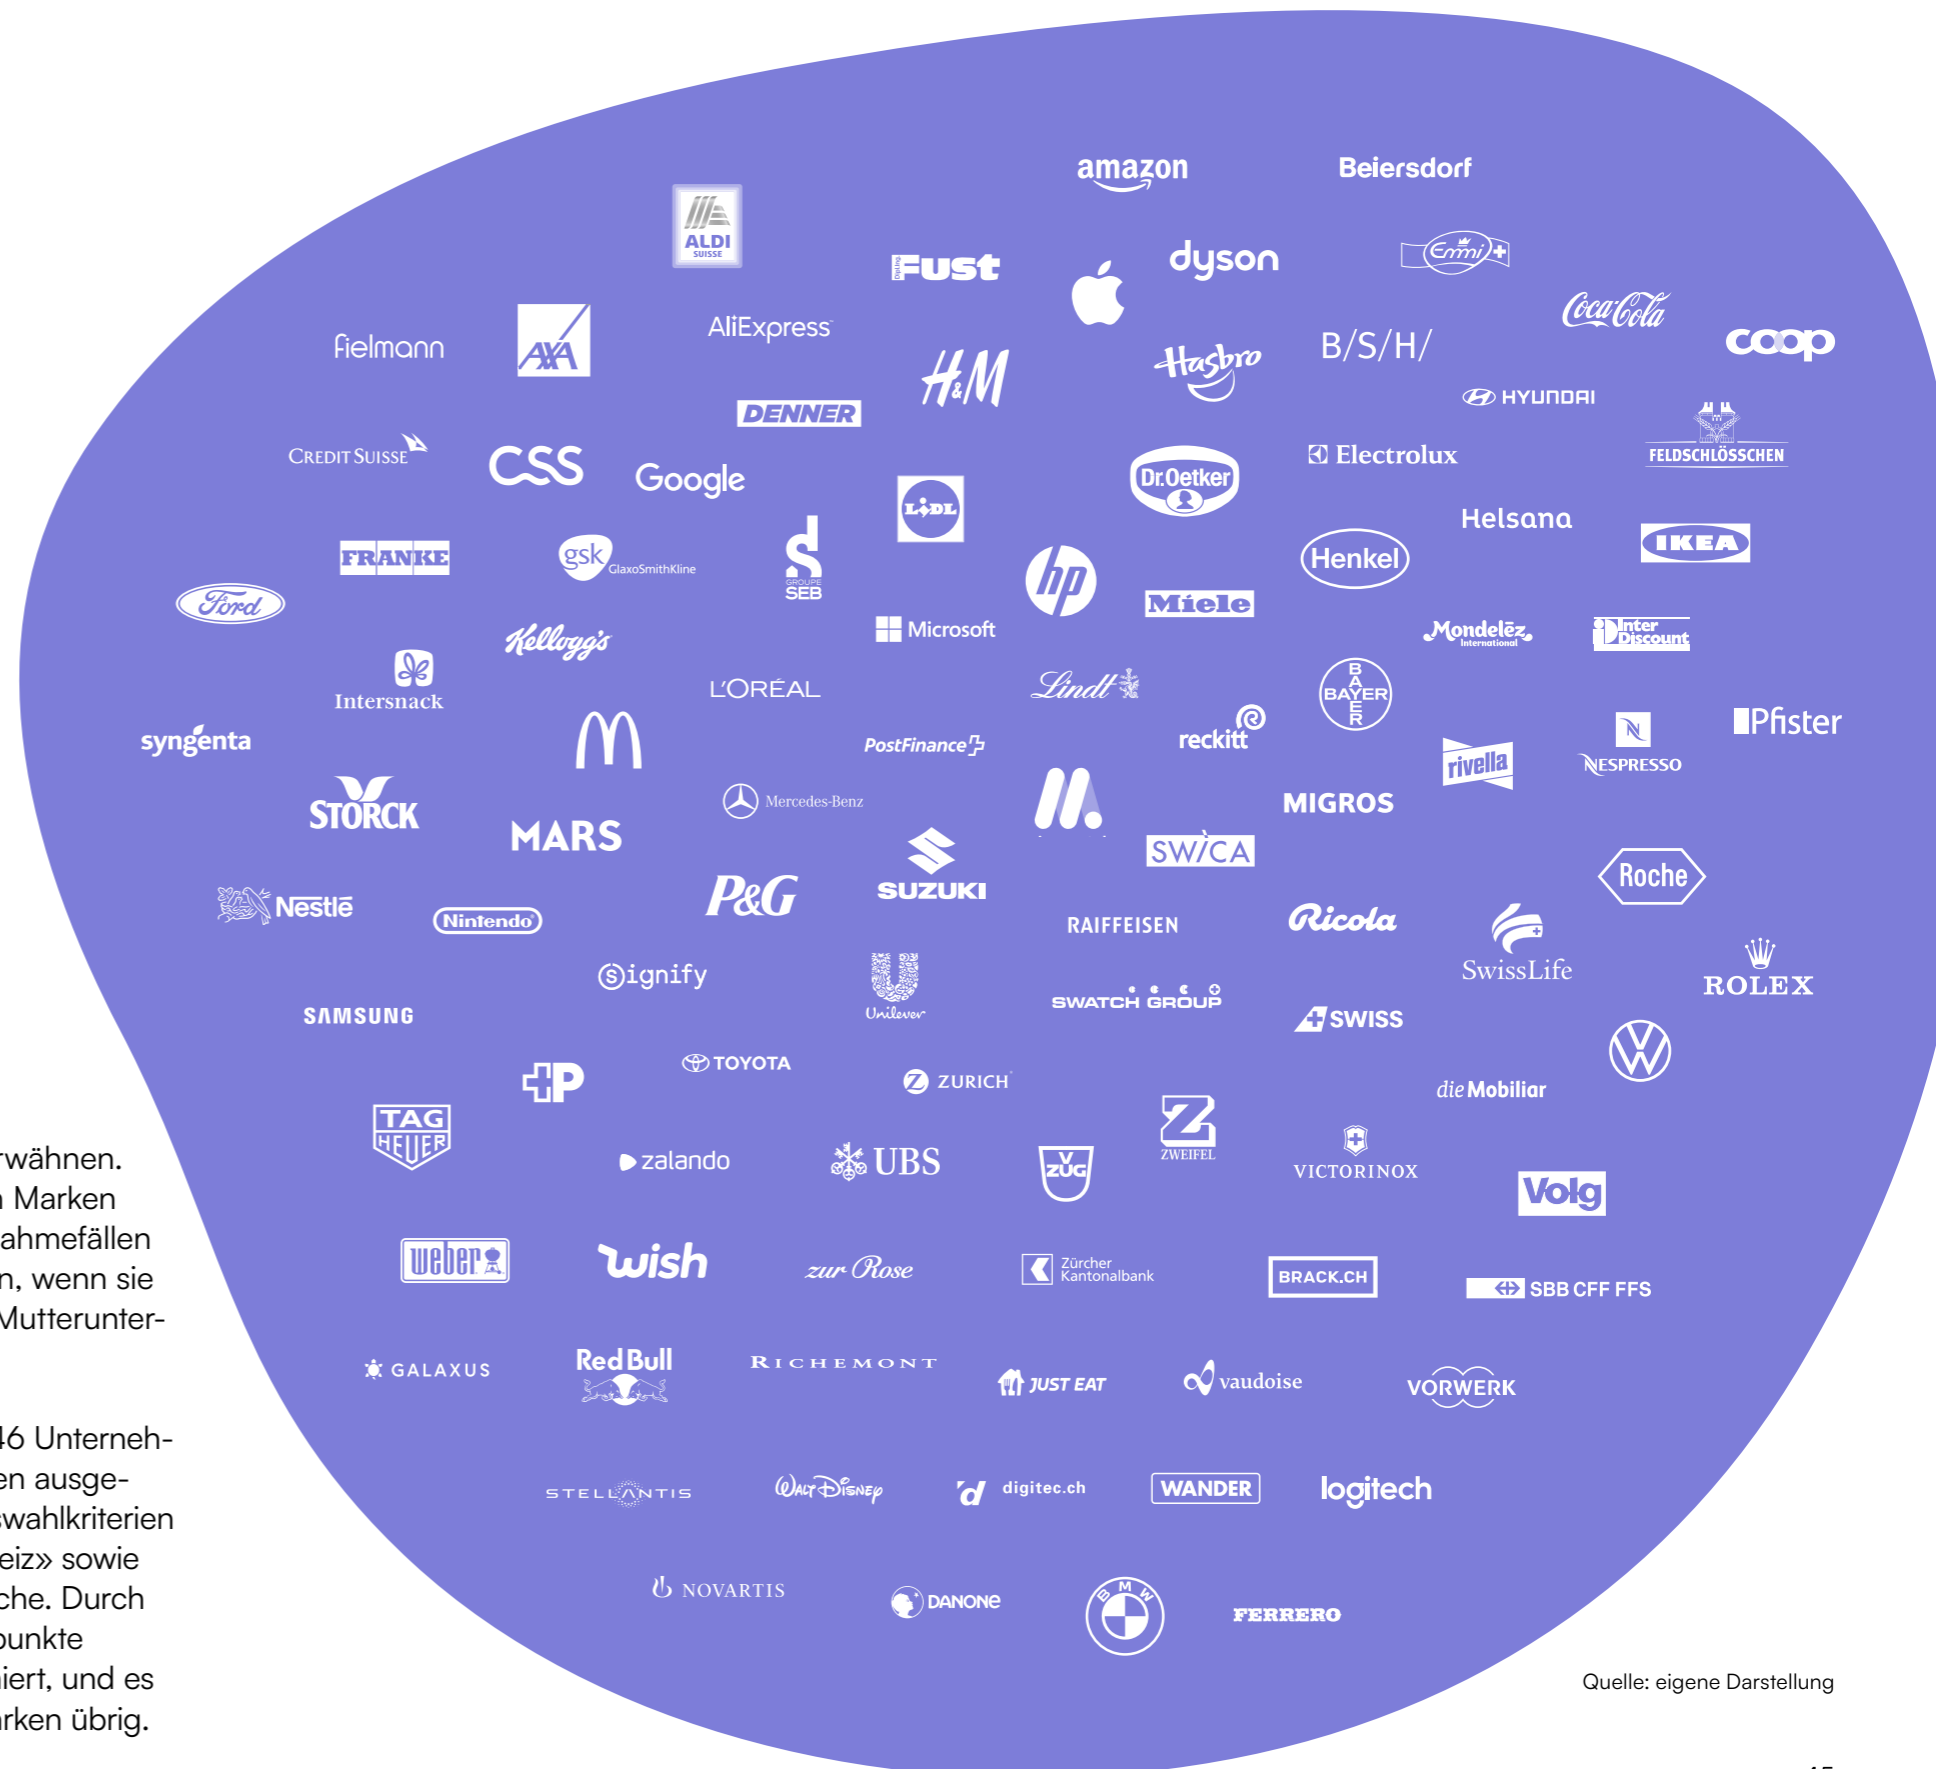 amazon
Beiersdorf
ALDI
SUISSE
Dipl. Ing.
Fust
dyson
Emmi
Coca-Cola
coop
fielmann
AXA
AliExpress
H&M
Hasbro
B/S/H/
HYUNDAI
DENNER
FELDSCHLÖSSCHEN
CREDIT SUISSE
CSS
Google
LIDL
Dr.Oetker
Electrolux
Helsana
IKEA
FRANKE
gsk
GlaxoSmithKline
GROUPE
SEB
hp
Henkel
Ford
Miele
Kellogg's
Microsoft
Mondelēz
International
Inter
Discount
Intersnack
L'ORÉAL
Lindt
BAYER
BAYER
syngenta
PostFinance
reckitt
rivella
NESPRESSO
Pfister
STORCK
MARS
Mercedes-Benz
MIGROS
SWICA
SUZUKI
Roche
Nestlé
Nintendo
P&G
RAIFFEISEN
Ricola
SwissLife
ROLEX
Signify
Unilever
SWATCH GROUP
SWISS
SAMSUNG
P
TOYOTA
ZURICH
VW
die Mobiliar
TAG
HEUER
zalando
UBS
V
ZUG
Z
ZWEIFEL
VICTORINOX
Volg
weber
wish
zur Rose
Zürcher
Kantonalbank
BRACK.CH
SBB CFF FFS
GALAXUS
Red Bull
RICHEMONT
JUST EAT
vaudoise
VORWERK
STELLANTIS
WALT DISNEY
digitec.ch
WANDER
logitech
NOVARTIS
DANONE
BMW
FERRERO
rwähnen.
n Marken
ahmefällen
n, wenn sie
Mutterunter-
46 Unterneh-
en ausge-
swahlkriterien
eiz» sowie
che. Durch
punkte
niert, und es
arken übrig.
Quelle: eigene Darstellung